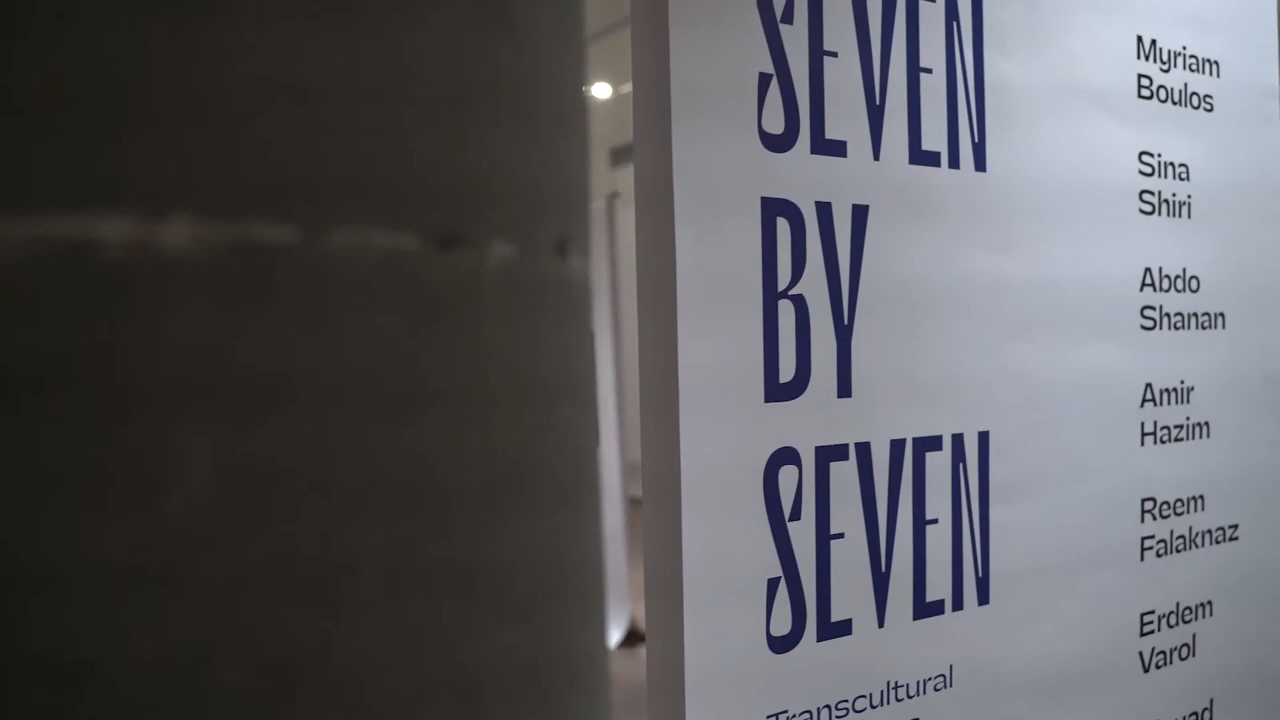 SEVEN
BY
SEVEN
Transcultural
Myriam
Boulos
Sina
Shiri
Abdo
Shanan
Amir
Hazim
Reem
Falaknaz
Erdem
Varol